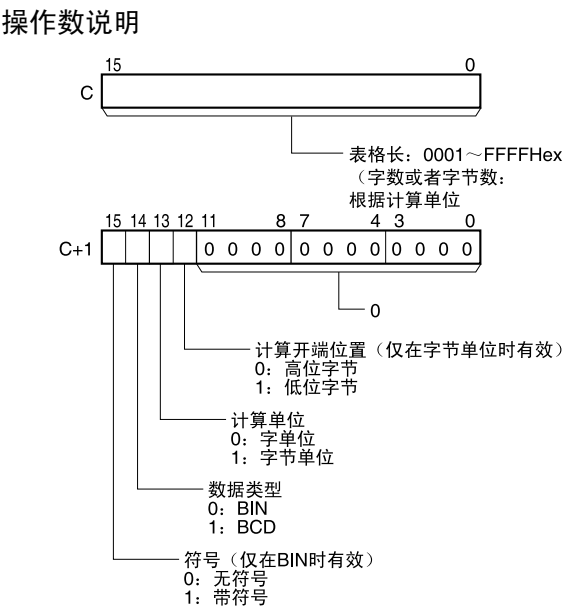 操作数说明
15 0
C
表格长：0001～FFFFHex
（字数或者字节数：
根据计算单位
15 14 13 12 11 8 7 4 3 0
C+1 0 0 0 0 0 0 0 0 0 0 0 0
0
计算开端位置（仅在字节单位时有效）
0：高位字节
1：低位字节
计算单位
0：字单位
1：字节单位
数据类型
0：BIN
1：BCD
符号（仅在BIN时有效）
0：无符号
1：带符号